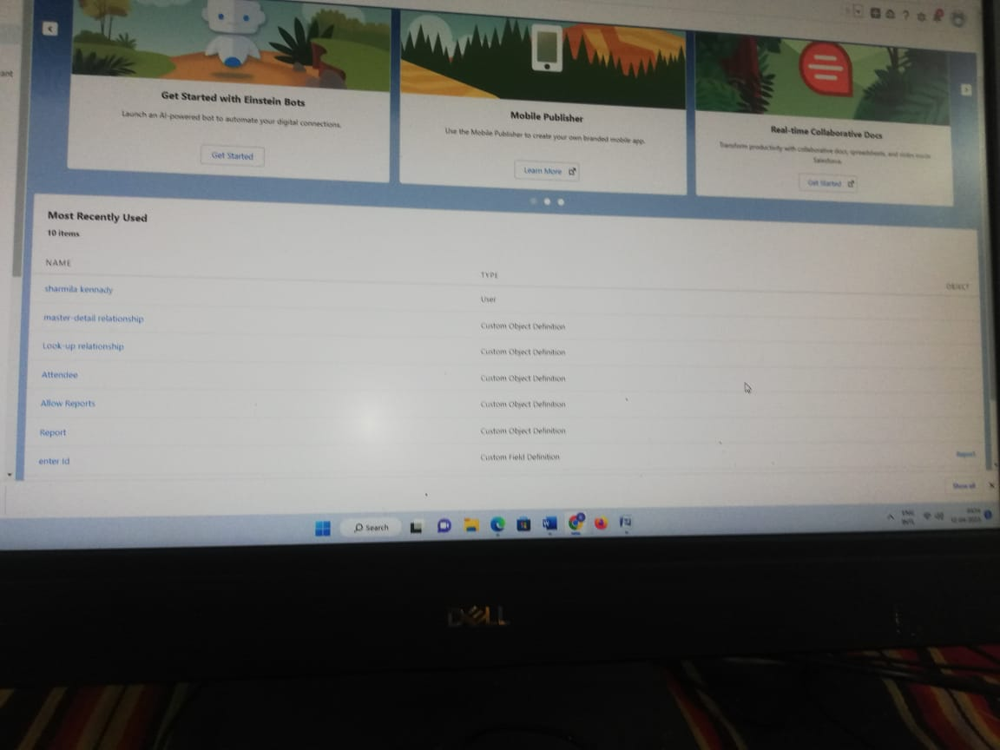 ant
Get Started with Einstein Bots
Launch an AI-powered bot to automate your digital connections.
Get Started
Mobile Publisher
Use the Mobile Publisher to create your own branded mobile app.
Learn More
Real-time Collaborative Docs
Transform productivity with collaborative docs, spreadsheets, and slides inside
Salesforce.
Get Started
Most Recently Used
10 items
NAME TYPE OBJECT
sharmila kennady User
master-detail relationship Custom Object Definition
Look-up relationship Custom Object Definition
Attendee Custom Object Definition
Allow Reports Custom Object Definition
Report Custom Object Definition
enter Id Custom Field Definition Report
Show all
Search
ENG
INTL
DELL